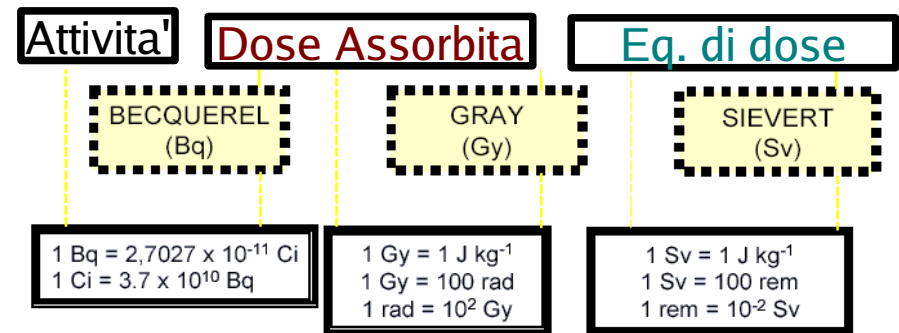 Attivita'
Dose Assorbita
Eq. di dose
BECQUEREL
(Bq)
GRAY
(Gy)
SIEVERT
(Sv)
1 Bq = 2,7027 x 10⁻¹¹ Ci
1 Ci = 3.7 x 10¹⁰ Bq
1 Gy = 1 J kg⁻¹
1 Gy = 100 rad
1 rad = 10² Gy
1 Sv = 1 J kg⁻¹
1 Sv = 100 rem
1 rem = 10⁻² Sv